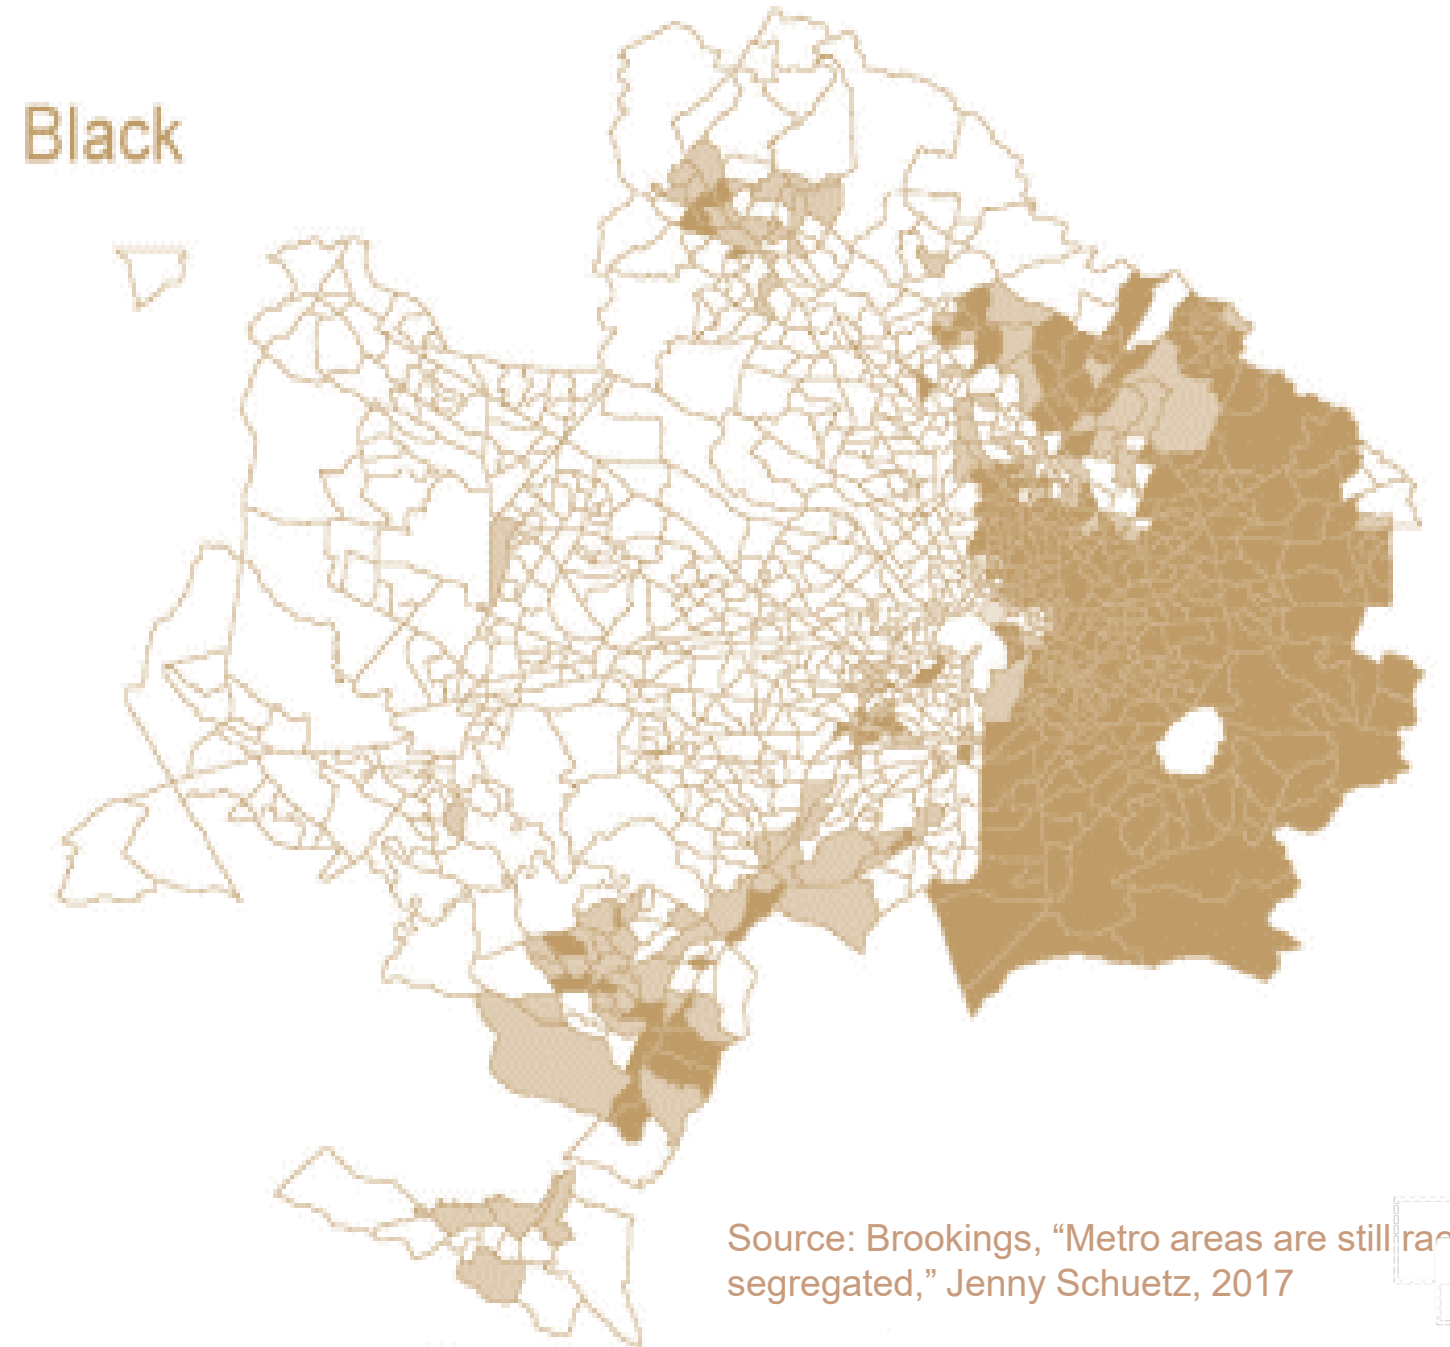 Black
Source: Brookings, “Metro areas are still
segregated,” Jenny Schuetz, 2017